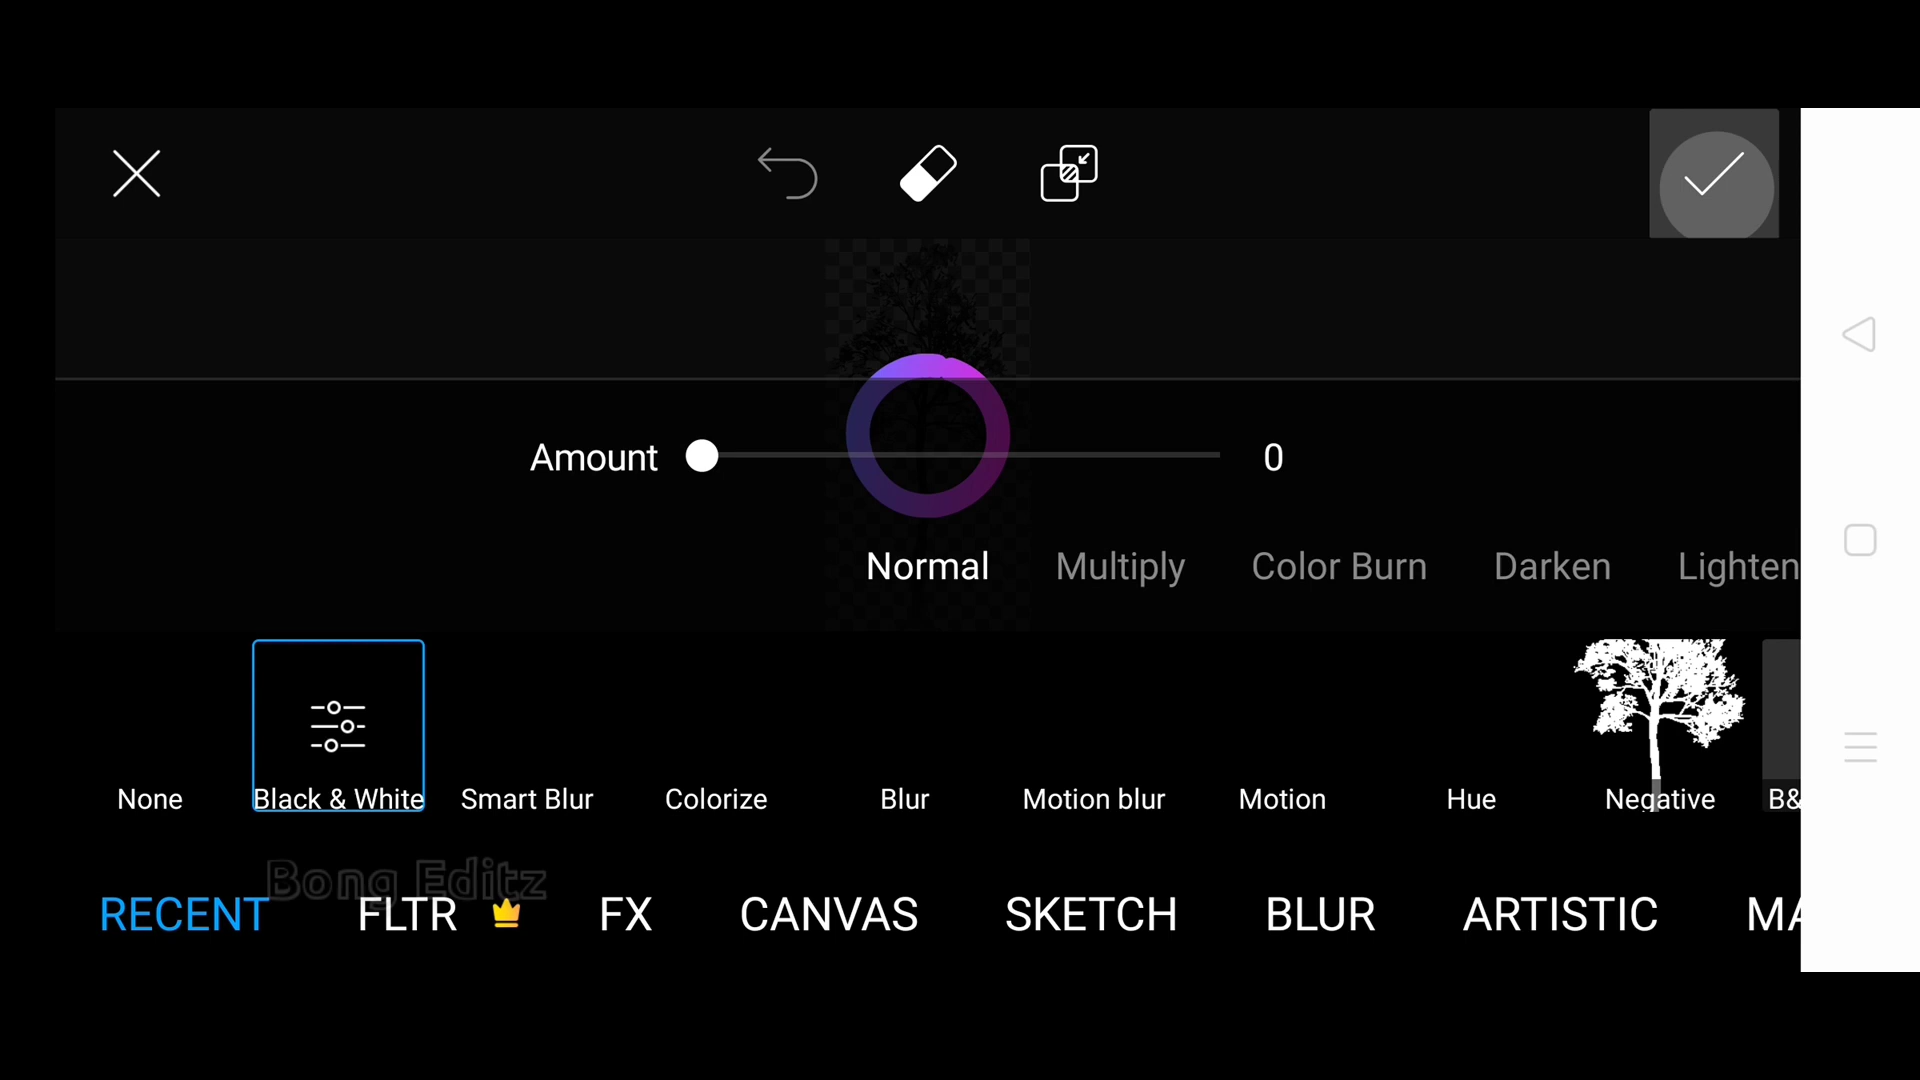 Amount 0
Normal Multiply Color Burn Darken Lighten
None Black & White Smart Blur Colorize Blur Motion blur Motion Hue Negative B&
Bong Editz
RECENT FLTR FX CANVAS SKETCH BLUR ARTISTIC MA